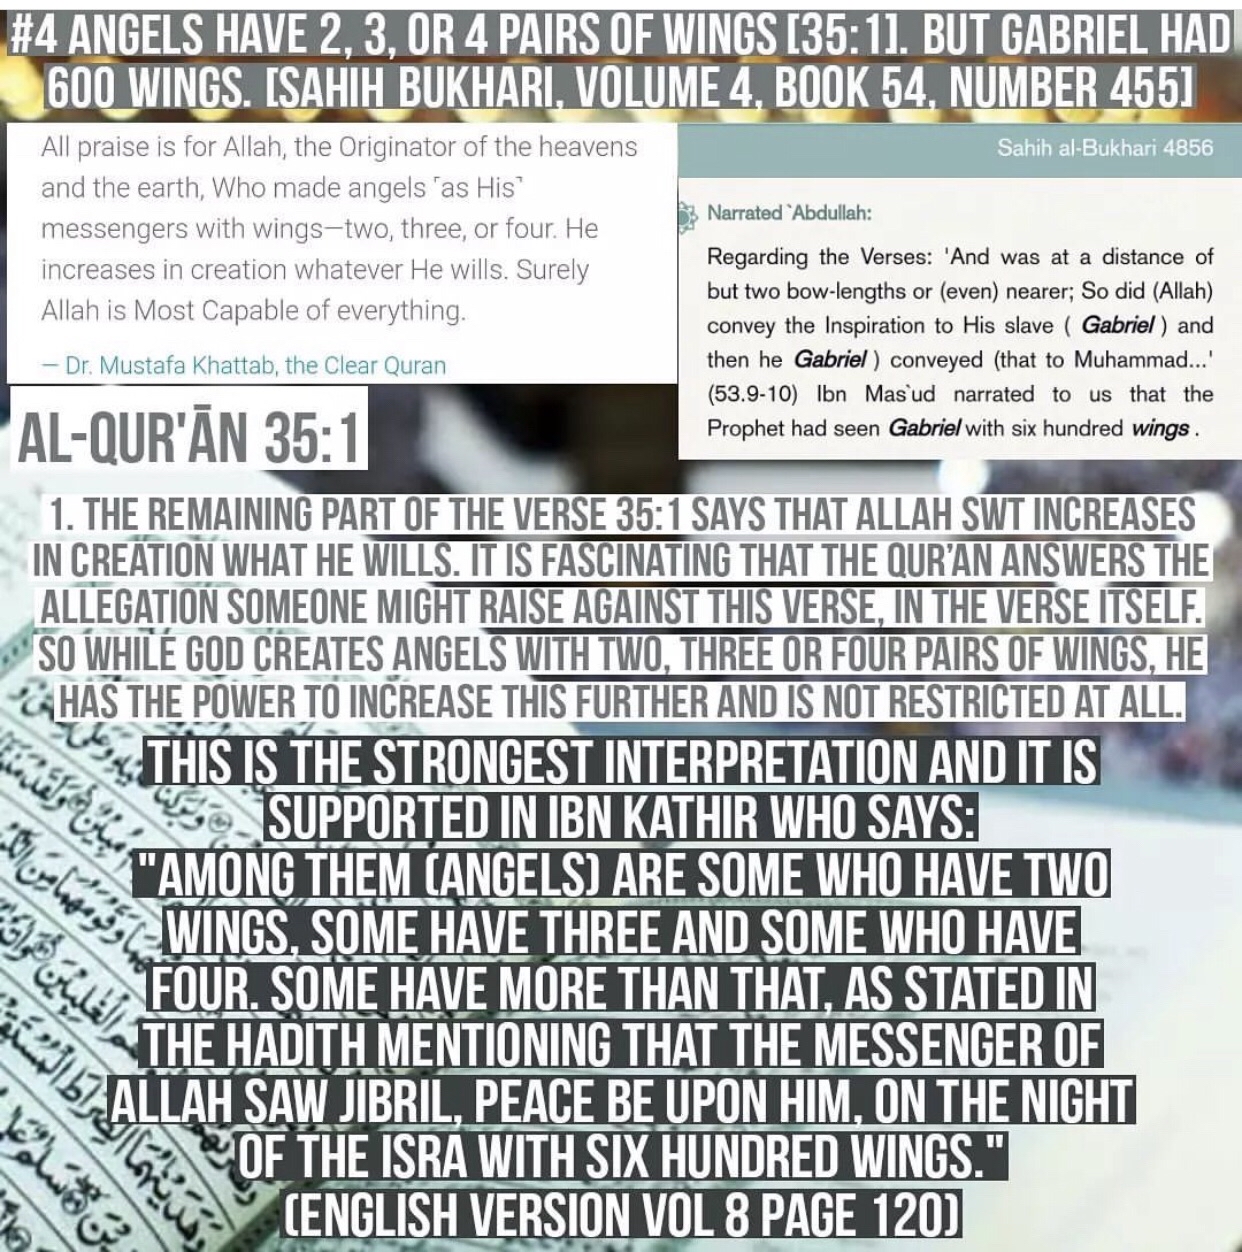 #4 ANGELS HAVE 2, 3, OR 4 PAIRS OF WINGS [35:1]. BUT GABRIEL HAD
600 WINGS. [SAHIH BUKHARI, VOLUME 4, BOOK 54, NUMBER 455]
All praise is for Allah, the Originator of the heavens
and the earth, Who made angels ˹as His˺
messengers with wings—two, three, or four. He
increases in creation whatever He wills. Surely
Allah is Most Capable of everything.
— Dr. Mustafa Khattab, the Clear Quran
Sahih al-Bukhari 4856
Narrated `Abdullah:
Regarding the Verses: 'And was at a distance of
but two bow-lengths or (even) nearer; So did (Allah)
convey the Inspiration to His slave ( Gabriel ) and
then he Gabriel ) conveyed (that to Muhammad...'
(53.9-10) Ibn Mas`ud narrated to us that the
Prophet had seen Gabriel with six hundred wings .
AL-QUR'ĀN 35:1
1. THE REMAINING PART OF THE VERSE 35:1 SAYS THAT ALLAH SWT INCREASES
IN CREATION WHAT HE WILLS. IT IS FASCINATING THAT THE QUR'AN ANSWERS THE
ALLEGATION SOMEONE MIGHT RAISE AGAINST THIS VERSE, IN THE VERSE ITSELF.
SO WHILE GOD CREATES ANGELS WITH TWO, THREE OR FOUR PAIRS OF WINGS, HE
HAS THE POWER TO INCREASE THIS FURTHER AND IS NOT RESTRICTED AT ALL.
THIS IS THE STRONGEST INTERPRETATION AND IT IS
SUPPORTED IN IBN KATHIR WHO SAYS:
"AMONG THEM (ANGELS) ARE SOME WHO HAVE TWO
WINGS, SOME HAVE THREE AND SOME WHO HAVE
FOUR. SOME HAVE MORE THAN THAT, AS STATED IN
THE HADITH MENTIONING THAT THE MESSENGER OF
ALLAH SAW JIBRIL, PEACE BE UPON HIM, ON THE NIGHT
OF THE ISRA WITH SIX HUNDRED WINGS."
(ENGLISH VERSION VOL 8 PAGE 120)